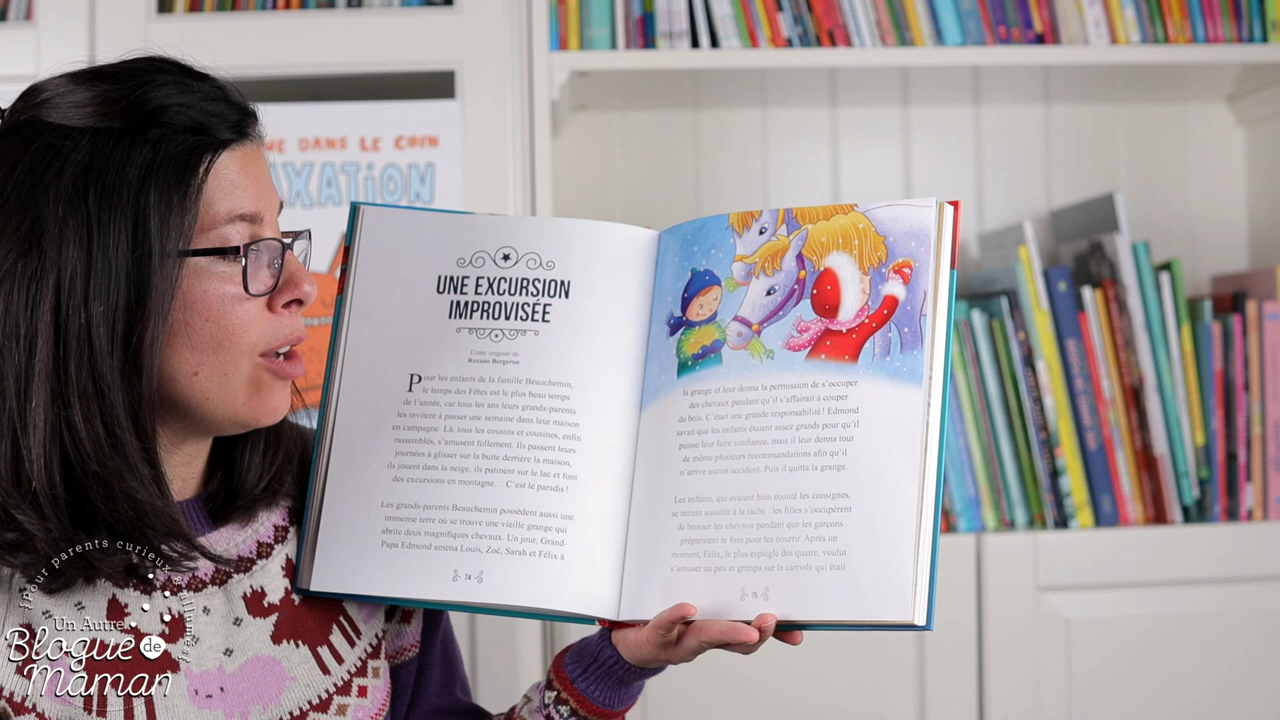 UE DANS LE COIN
XATION
UNE EXCURSION
IMPROVISÉE
Conte original de
Roxane Bergeron
Pour les enfants de la famille Beauchemin,
le temps des Fêtes est le plus beau temps
de l'année, car tous les ans leurs grands-parents
les invitent à passer une semaine dans leur maison
en campagne. Là, tous les cousins et cousines, enfin
rassemblés, s'amusent follement. Ils passent leurs
journées à glisser sur la butte derrière la maison,
ils jouent dans la neige, ils patinent sur le lac et font
des excursions en montagne… C'est le paradis !
Les grands-parents Beauchemin possèdent aussi une
immense terre où se trouve une vieille grange qui
abrite deux magnifiques chevaux. Un jour, Grand-
Papa Edmond amena Louis, Zoé, Sarah et Félix à
74
la grange et leur donna la permission de s'occuper
des chevaux pendant qu'il s'affairait à couper
du bois. C'était une grande responsabilité ! Edmond
savait que les enfants étaient assez grands pour qu'il
puisse leur faire confiance, mais il leur donna tout
de même plusieurs recommandations afin qu'il
n'arrive aucun accident. Puis il quitta la grange.
Les enfants, qui avaient bien écouté les consignes,
se mirent aussitôt à la tâche : les filles s'occupèrent
de brosser les chevaux pendant que les garçons
préparaient le foin pour les nourrir. Après un
moment, Félix, le plus espiègle des quatre, voulut
s'amuser un peu et grimpa sur la carriole qui était
75
{Pour parents curieux & allumés}
Un Autre
Blogue de
Maman